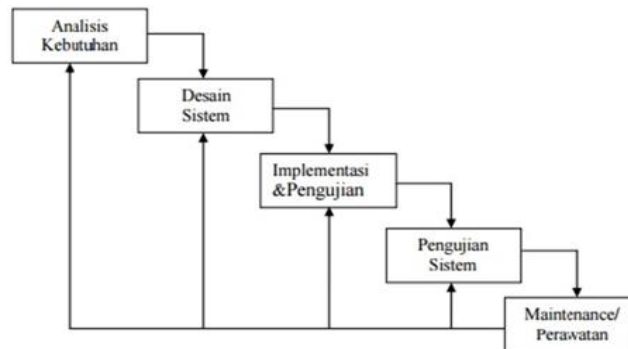 Analisis
Kebutuhan
Desain
Sistem
Implementasi
&Pengujian
Pengujian
Sistem
Maintenance/
Perawatan